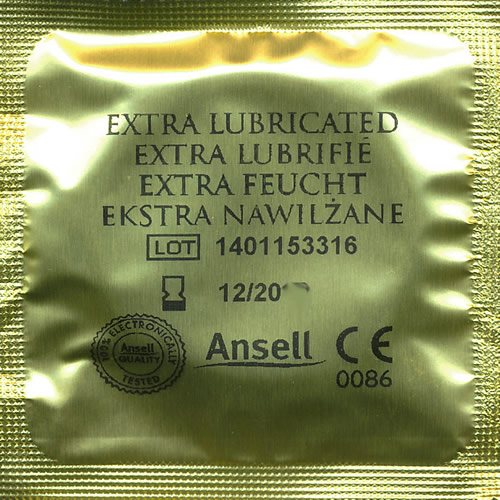 EXTRA LUBRICATED
EXTRA LUBRIFIÉ
EXTRA FEUCHT
EKSTRA NAWILŻANE
LOT 1401153316
12/20
100% ELECTRONICALLY TESTED
Ansell
QUALITY
Ansell CE
0086